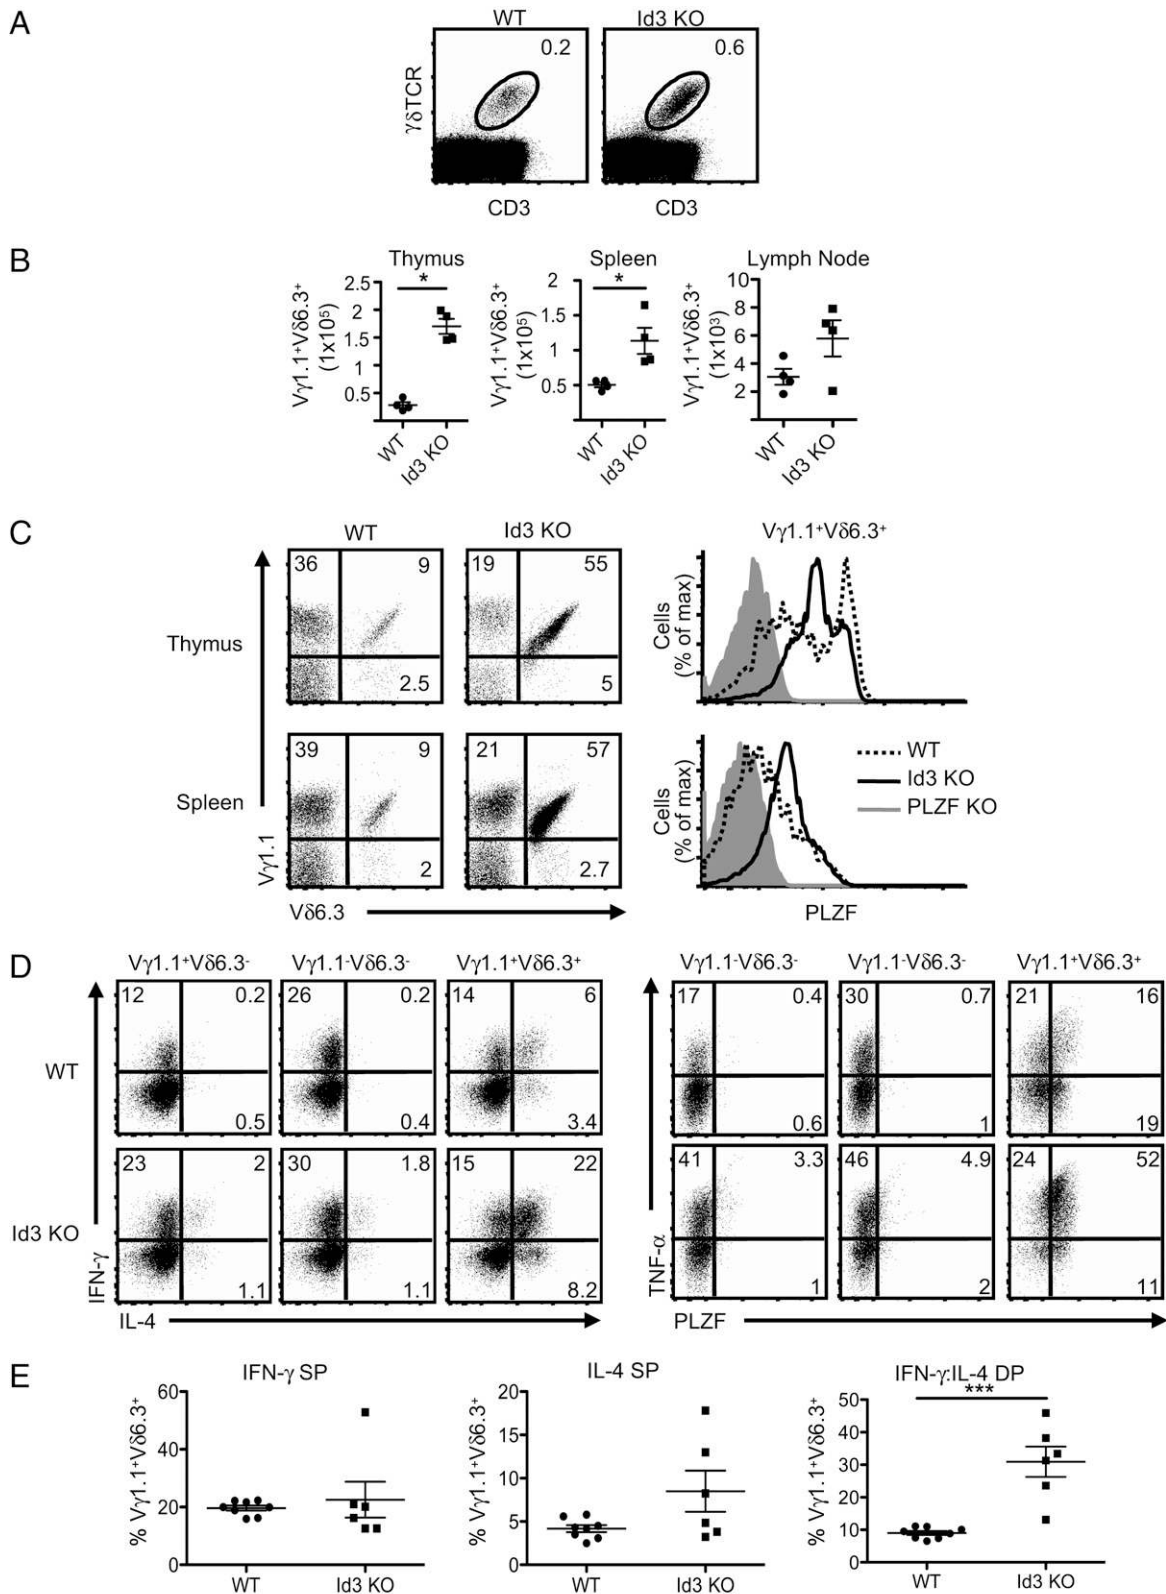 A
WT
Id3 KO
0.2
0.6
γδTCR
CD3
CD3
B
Thymus
Spleen
Lymph Node
*
*
Vγ1.1⁺Vδ6.3⁺
(1x10⁵)
2.5
2
1.5
1
0.5
WT
Id3 KO
Vγ1.1⁺Vδ6.3⁺
(1x10⁵)
2
1.5
1
0.5
WT
Id3 KO
Vγ1.1⁺Vδ6.3⁺
(1x10³)
10
8
6
4
2
WT
Id3 KO
C
WT
Id3 KO
Vγ1.1⁺Vδ6.3⁺
Thymus
36
9
2.5
19
55
5
Cells
(% of max)
Spleen
39
9
2
21
57
2.7
Cells
(% of max)
WT
Id3 KO
PLZF KO
Vγ1.1
Vδ6.3
PLZF
D
Vγ1.1⁺Vδ6.3⁻
Vγ1.1⁻Vδ6.3⁻
Vγ1.1⁺Vδ6.3⁺
Vγ1.1⁻Vδ6.3⁻
Vγ1.1⁻Vδ6.3⁻
Vγ1.1⁺Vδ6.3⁺
WT
12
0.2
0.5
26
0.2
0.4
14
6
3.4
17
0.4
0.6
30
0.7
1
21
16
19
Id3 KO
23
2
1.1
30
1.8
1.1
15
22
8.2
41
3.3
1
46
4.9
2
24
52
11
IFN-γ
IL-4
TNF-α
PLZF
E
IFN-γ SP
IL-4 SP
IFN-γ:IL-4 DP
***
% Vγ1.1⁺Vδ6.3⁺
60
40
20
0
WT
Id3 KO
% Vγ1.1⁺Vδ6.3⁺
20
15
10
5
0
WT
Id3 KO
% Vγ1.1⁺Vδ6.3⁺
50
40
30
20
10
0
WT
Id3 KO